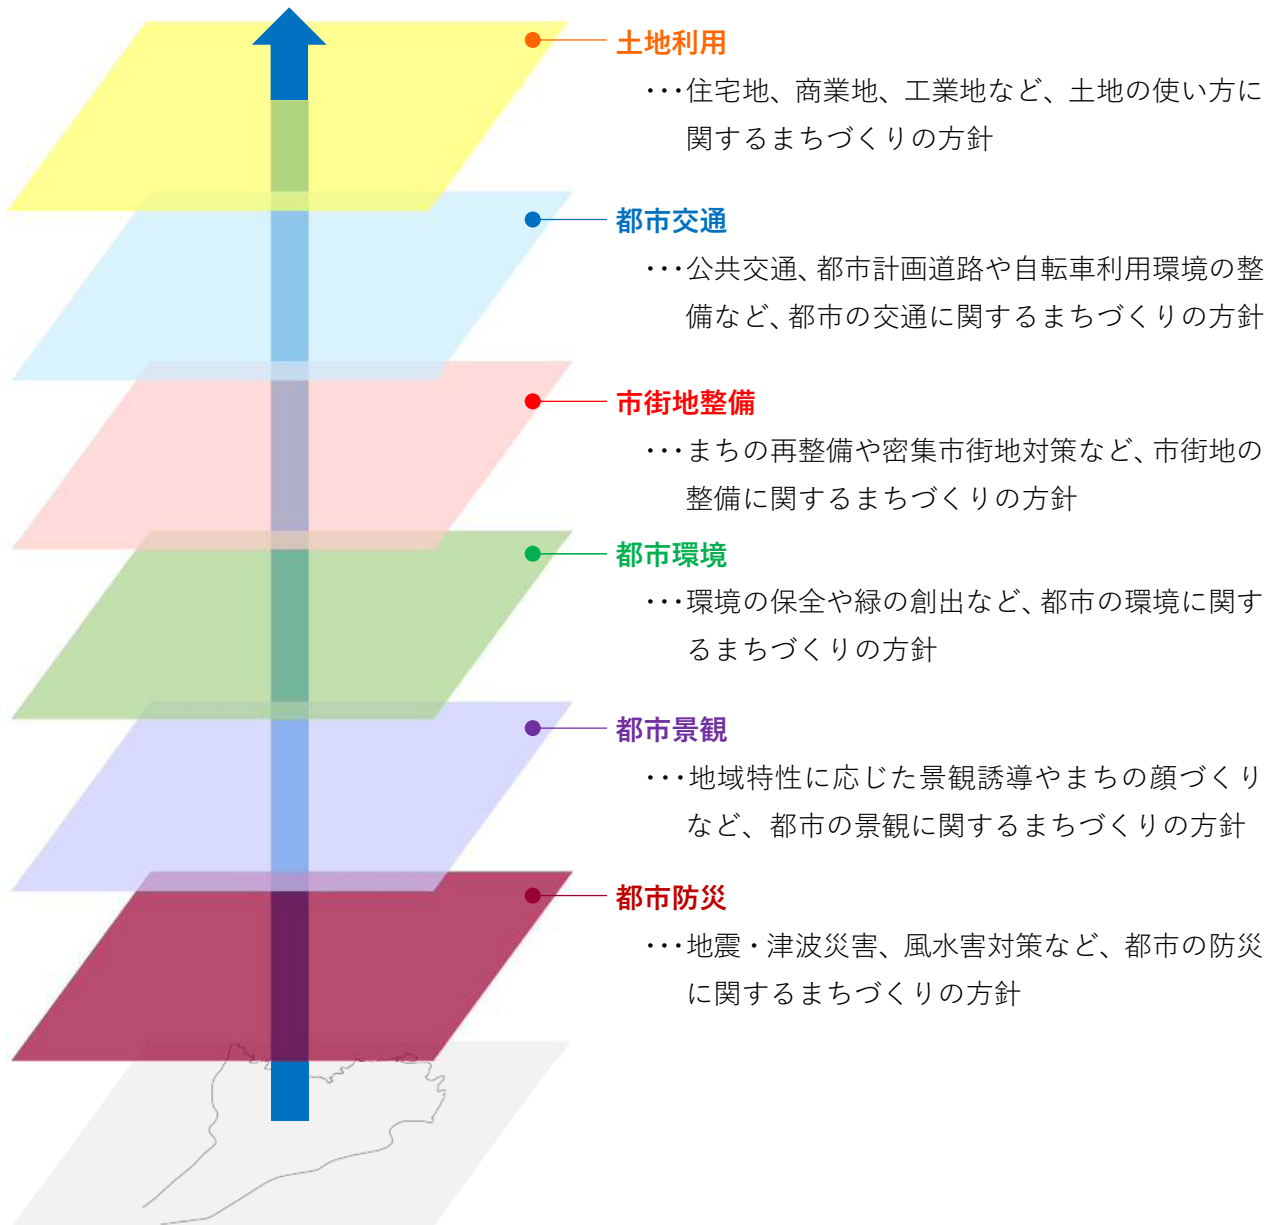 土地利用
･･･住宅地、商業地、工業地など、土地の使い方に
関するまちづくりの方針
都市交通
･･･公共交通、都市計画道路や自転車利用環境の整
備など、都市の交通に関するまちづくりの方針
市街地整備
･･･まちの再整備や密集市街地対策など、市街地の
整備に関するまちづくりの方針
都市環境
･･･環境の保全や緑の創出など、都市の環境に関す
るまちづくりの方針
都市景観
･･･地域特性に応じた景観誘導やまちの顔づくり
など、都市の景観に関するまちづくりの方針
都市防災
･･･地震・津波災害、風水害対策など、都市の防災
に関するまちづくりの方針